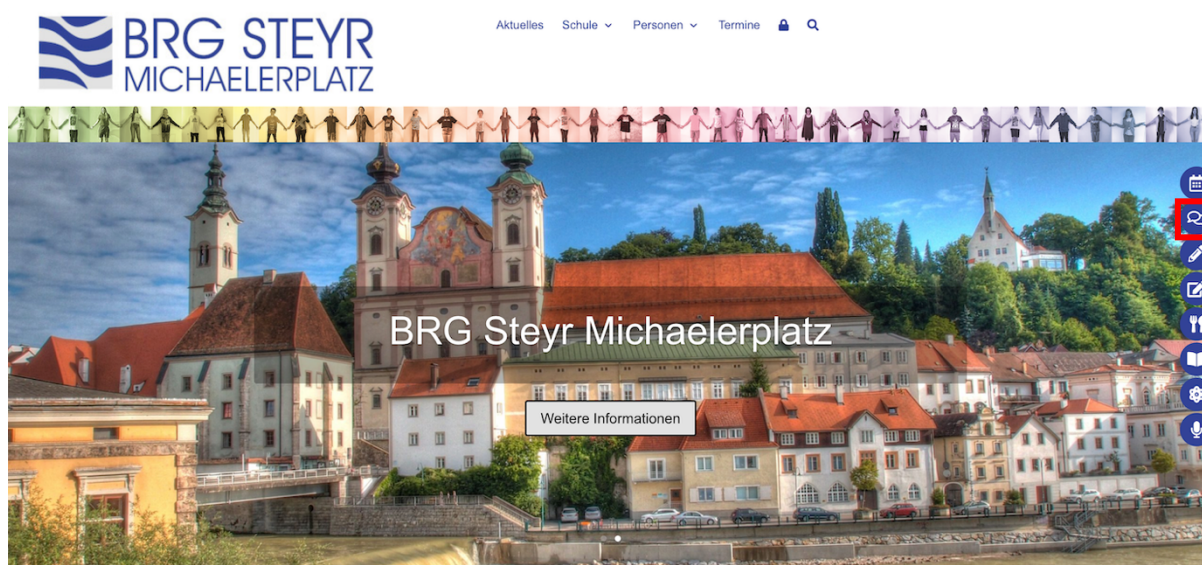 BRG STEYR
MICHAELERPLATZ
Aktuelles Schule Personen Termine
BRG Steyr Michaelerplatz
Weitere Informationen